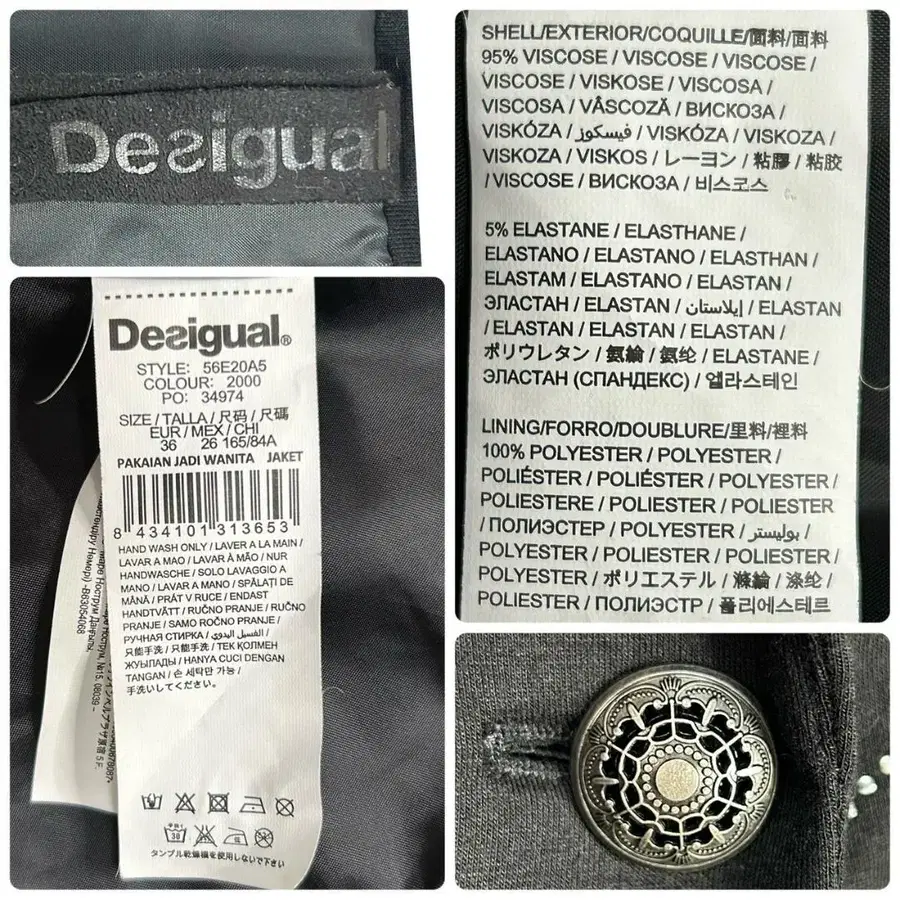 Desigual
Desigual®
STYLE: 56E20A5
COLOUR: 2000
PO: 34974
SIZE / TALLA / 尺码 / 尺碼
EUR / MEX / CHI
36 26 165/84A
PAKAIAN JADI WANITA JAKET
8 434101 313653
HAND WASH ONLY / LAVER A LA MAIN /
LAVAR A MAO / LAVAR À MÃO / NUR
HANDWASCHE / SOLO LAVAGGIO A
MANO / LAVAR A MANO / SPĂLAŢI DE
MÂNĂ / PRÁT V RUCE / ENDAST
HANDTVÄTT / RUČNO PRANJE / RUČNO
PRANJE / SAMO ROČNO PRANJE /
РУЧНАЯ СТИРКА / الغسيل اليدوي /
只能手洗 / 只能手洗 / ТЕК ҚОЛМЕН
ЖУЫЛАДЫ / HANYA CUCI DENGAN
TANGAN / 손 세탁만 가능 /
手洗いしてください。
30
タンブル乾燥機を使用しないで下さい
SHELL/EXTERIOR/COQUILLE/面料/面料
95% VISCOSE / VISCOSE / VISCOSE /
VISCOSE / VISKOSE / VISCOSA /
VISCOSA / VÂSCOZĂ / ВИСКОЗА /
VISKÓZA / فيسكوز / VISKÓZA / VISKOZA /
VISKOZA / VISKOS / レーヨン / 粘膠 / 粘胶
/ VISCOSE / ВИСКОЗА / 비스코스
5% ELASTANE / ELASTHANE /
ELASTANO / ELASTANO / ELASTHAN /
ELASTAM / ELASTANO / ELASTAN /
ЭЛАСТАН / ELASTAN / إيلاستان / ELASTAN
/ ELASTAN / ELASTAN / ELASTAN /
ポリウレタン / 氨綸 / 氨纶 / ELASTANE /
ЭЛАСТАН (СПАНДЕКС) / 엘라스테인
LINING/FORRO/DOUBLURE/里料/裡料
100% POLYESTER / POLYESTER /
POLIÉSTER / POLIÉSTER / POLYESTER /
POLIESTERE / POLIESTER / POLIESTER
/ ПОЛИЭСТЕР / POLYESTER / بوليستر /
POLYESTER / POLIESTER / POLIESTER /
POLYESTER / ポリエステル / 滌綸 / 涤纶 /
POLIESTER / ПОЛИЭСТР / 폴리에스테르